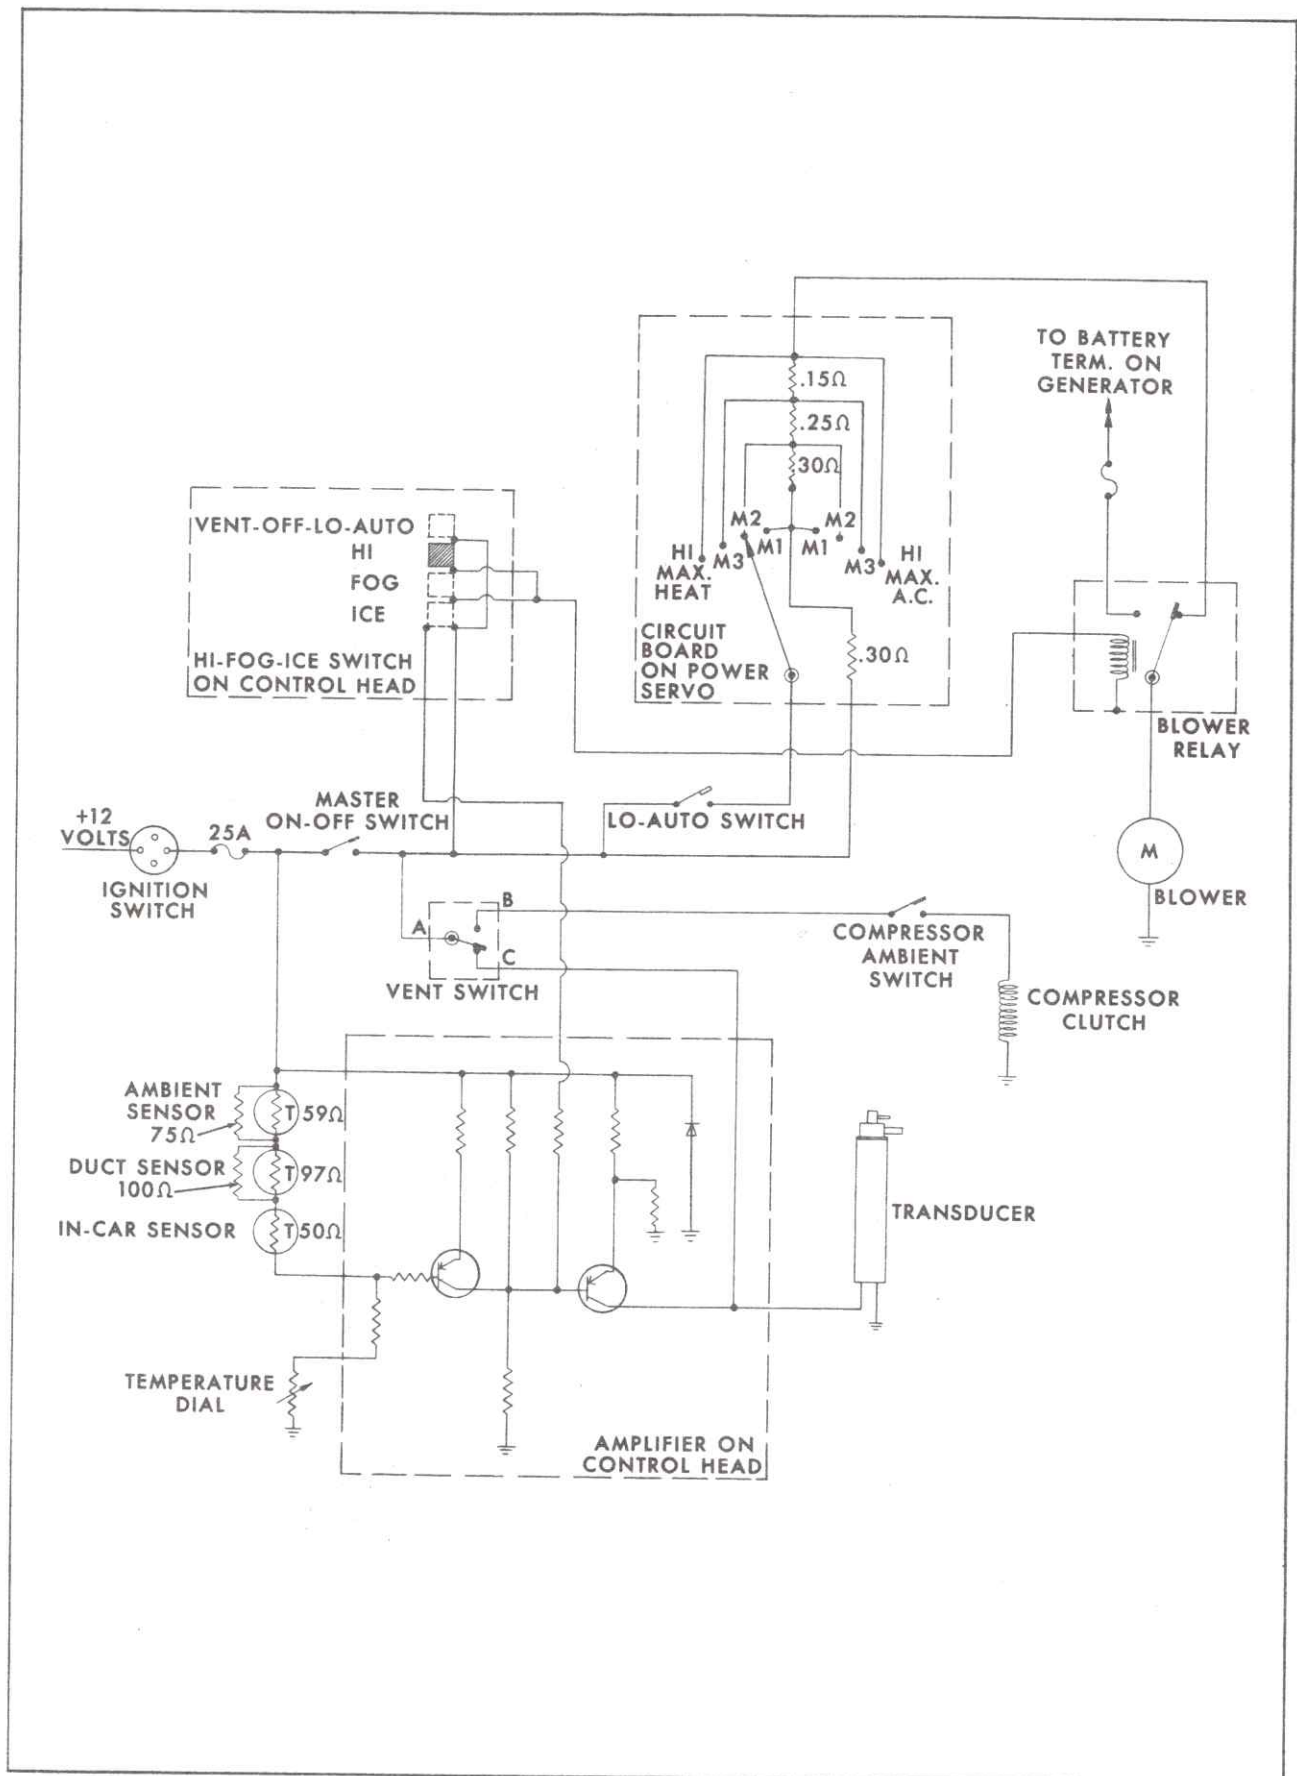 TO BATTERY
TERM. ON
GENERATOR
.15Ω
.25Ω
.30Ω
M2
M2
M1
M1
M3
M3
HI
MAX.
HEAT
HI
MAX.
A.C.
CIRCUIT
BOARD
ON POWER
SERVO
.30Ω
VENT-OFF-LO-AUTO
HI
FOG
ICE
HI-FOG-ICE SWITCH
ON CONTROL HEAD
BLOWER
RELAY
+12
VOLTS
IGNITION
SWITCH
25A
MASTER
ON-OFF SWITCH
LO-AUTO SWITCH
M
BLOWER
A
B
C
VENT SWITCH
COMPRESSOR
AMBIENT
SWITCH
COMPRESSOR
CLUTCH
AMBIENT
SENSOR
75Ω
T 59Ω
DUCT SENSOR
100Ω
T 97Ω
IN-CAR SENSOR
T 50Ω
TRANSDUCER
TEMPERATURE
DIAL
AMPLIFIER ON
CONTROL HEAD